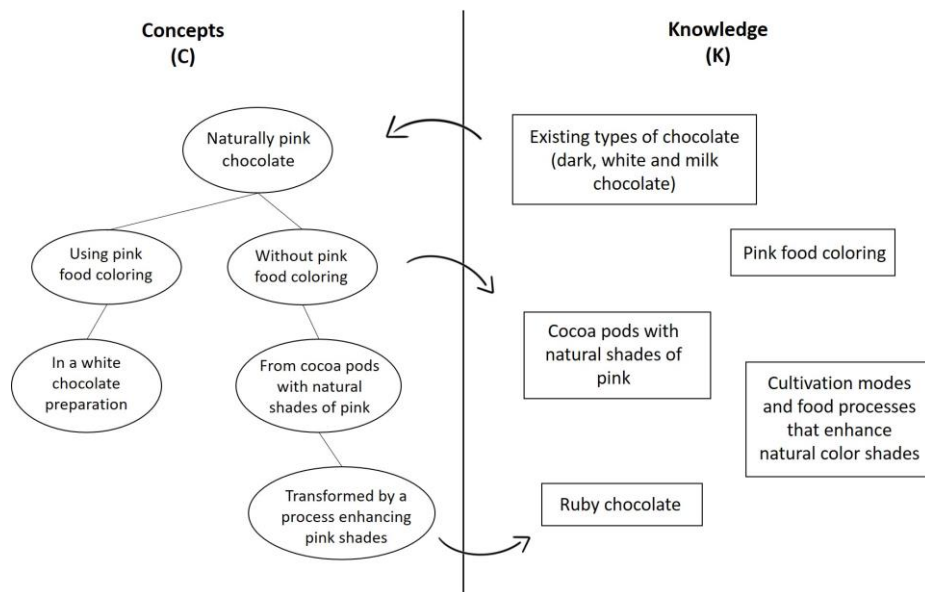 Concepts
(C)
Knowledge
(K)
Naturally pink
chocolate
Existing types of chocolate
(dark, white and milk
chocolate)
Using pink
food coloring
Without pink
food coloring
Pink food coloring
In a white
chocolate
preparation
From cocoa pods
with natural
shades of pink
Cocoa pods with
natural shades of
pink
Cultivation modes
and food processes
that enhance
natural color shades
Transformed by a
process enhancing
pink shades
Ruby chocolate